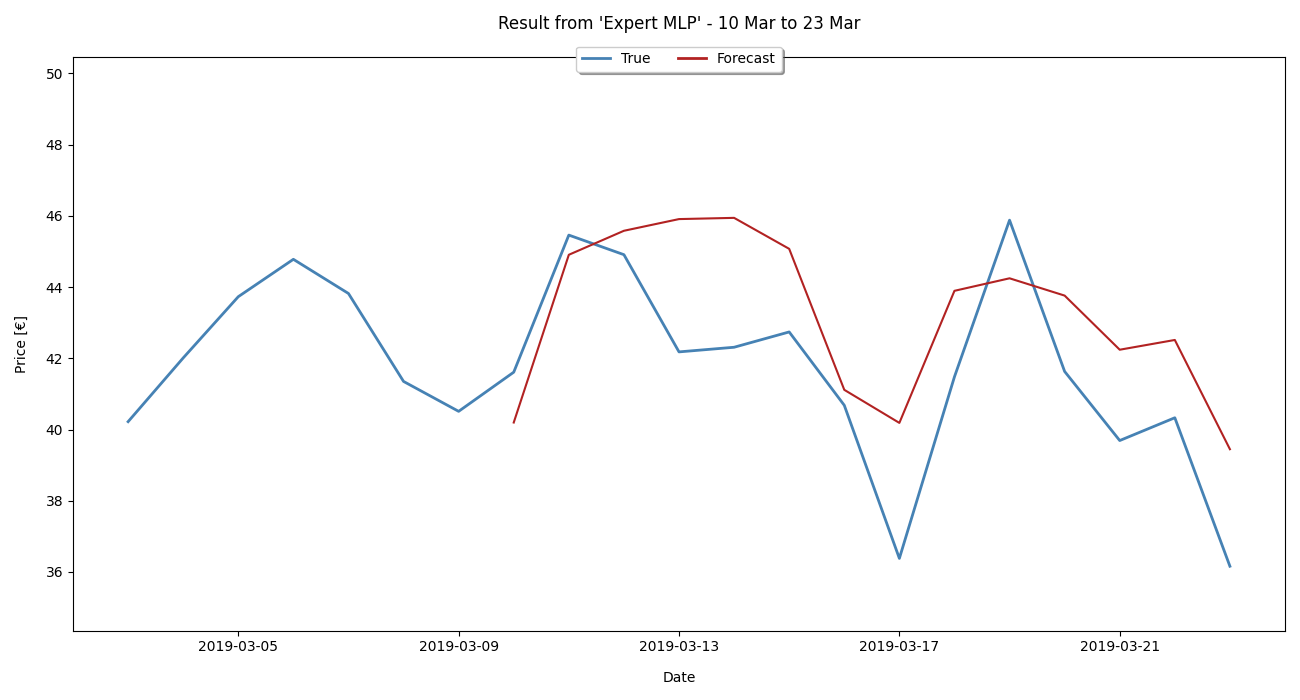 Result from 'Expert MLP' - 10 Mar to 23 Mar
True Forecast
50
48
46
44
42
40
38
36
Price [€]
2019-03-05 2019-03-09 2019-03-13 2019-03-17 2019-03-21
Date